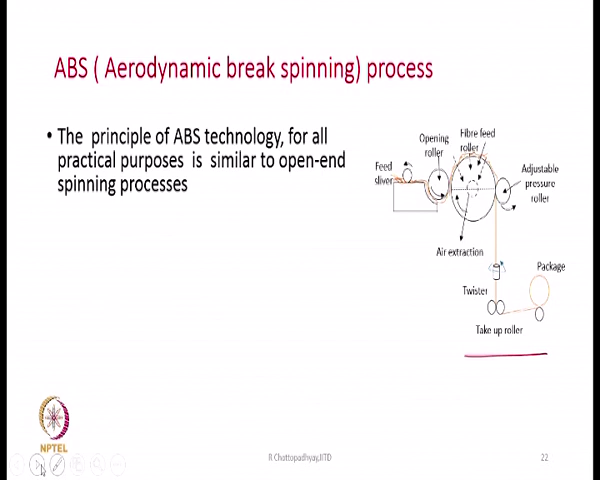 ABS ( Aerodynamic break spinning) process
• The principle of ABS technology, for all
practical purposes is similar to open-end
spinning processes
Opening
roller
Fibre feed
roller
Feed
sliver
Adjustable
pressure
roller
Air extraction
Package
Twister
Take up roller
NPTEL
R Chottopadhyay,IITD
22